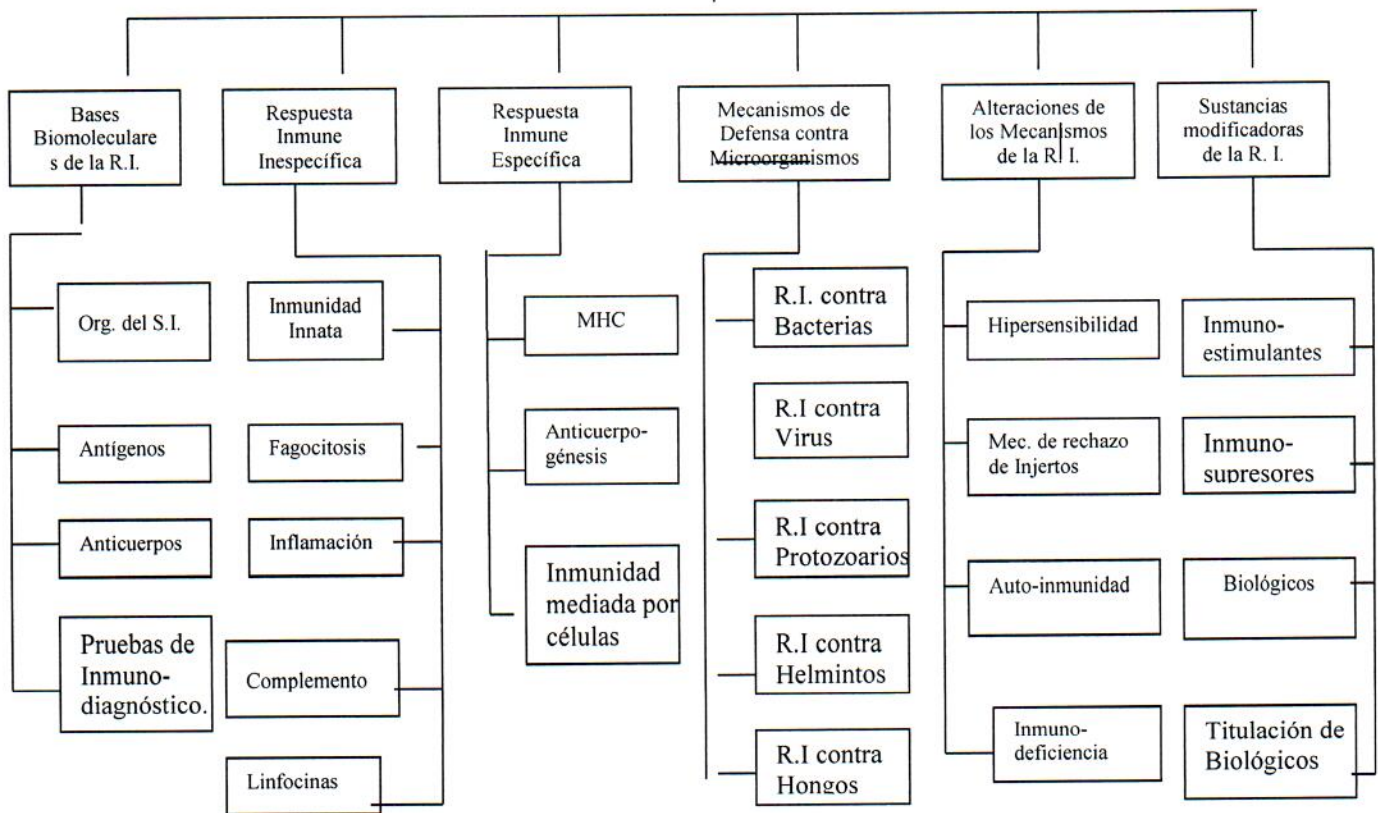 Bases
Biomoleculare
s de la R.I.
Respuesta
Inmune
Inespecífica
Respuesta
Inmune
Específica
Mecanismos de
Defensa contra
Microorganismos
Alteraciones de
los Mecanismos
de la R. I.
Sustancias
modificadoras
de la R. I.
Org. del S.I.
Antígenos
Anticuerpos
Pruebas de
Inmuno-
diagnóstico.
Inmunidad
Innata
Fagocitosis
Inflamación
Complemento
Linfocinas
MHC
Anticuerpo-
génesis
Inmunidad
mediada por
células
R.I. contra
Bacterias
R.I contra
Virus
R.I contra
Protozoarios
R.I contra
Helmintos
R.I contra
Hongos
Hipersensibilidad
Mec. de rechazo
de Injertos
Auto-inmunidad
Inmuno-
deficiencia
Inmuno-
estimulantes
Inmuno-
supresores
Biológicos
Titulación de
Biológicos